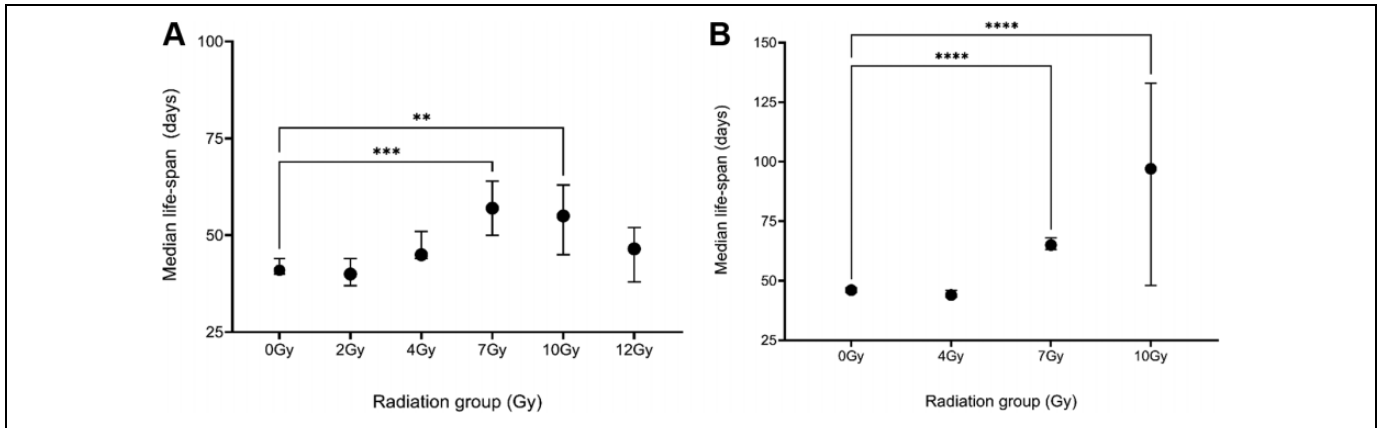 A
100
75
50
25
Median life-span (days)
**
***
0Gy 2Gy 4Gy 7Gy 10Gy 12Gy
Radiation group (Gy)
B
150
125
100
75
50
25
Median life-span (days)
****
****
0Gy 4Gy 7Gy 10Gy
Radiation group (Gy)